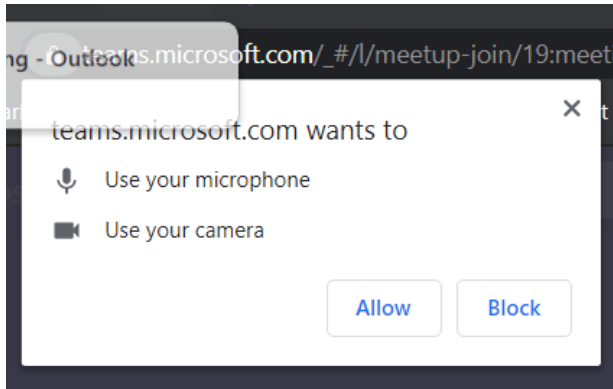 ng - Outlook
teams.microsoft.com/_#/l/meetup-join/19:meet
teams.microsoft.com wants to
Use your microphone
Use your camera
Allow
Block